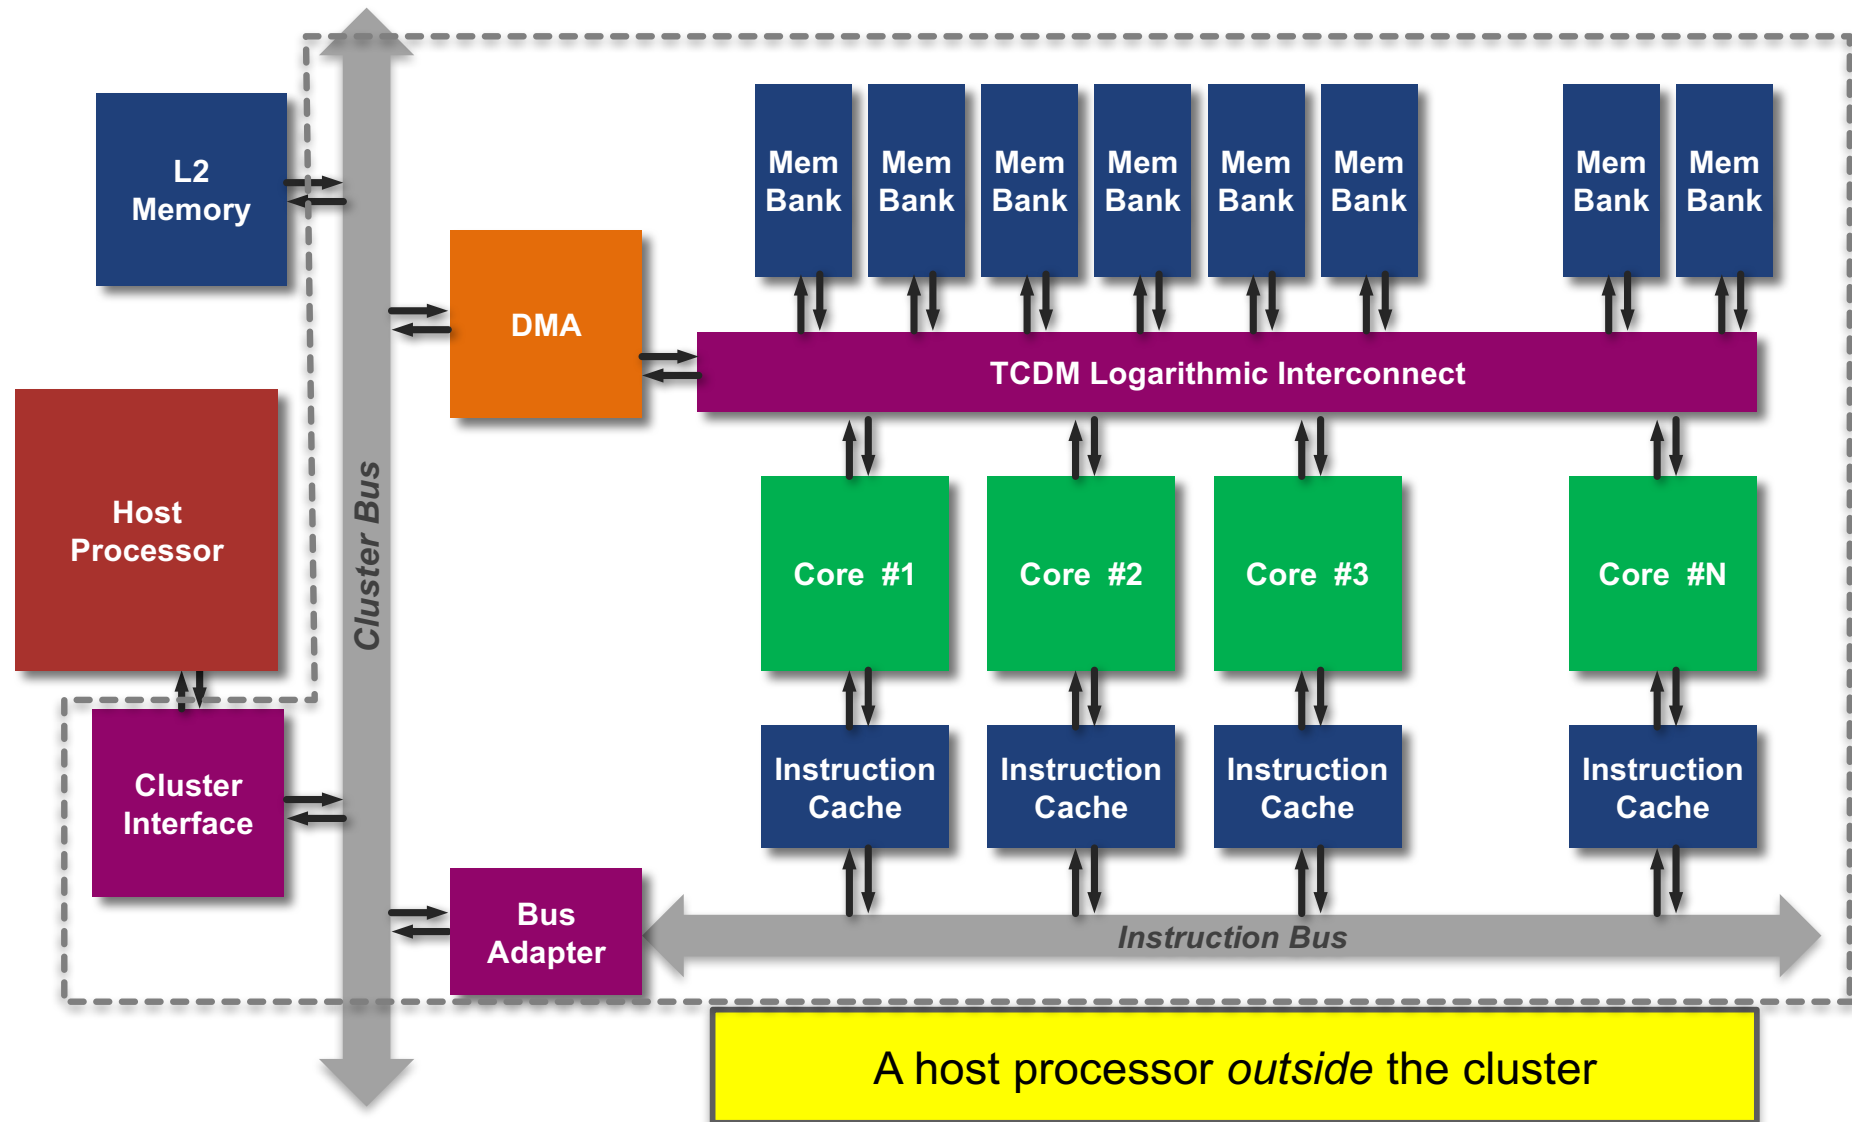 L2
Memory
Mem
Bank
Mem
Bank
Mem
Bank
Mem
Bank
Mem
Bank
Mem
Bank
Mem
Bank
Mem
Bank
DMA
TCDM Logarithmic Interconnect
Host
Processor
Cluster Bus
Core #1
Core #2
Core #3
Core #N
Cluster
Interface
Instruction
Cache
Instruction
Cache
Instruction
Cache
Instruction
Cache
Bus
Adapter
Instruction Bus
A host processor outside the cluster